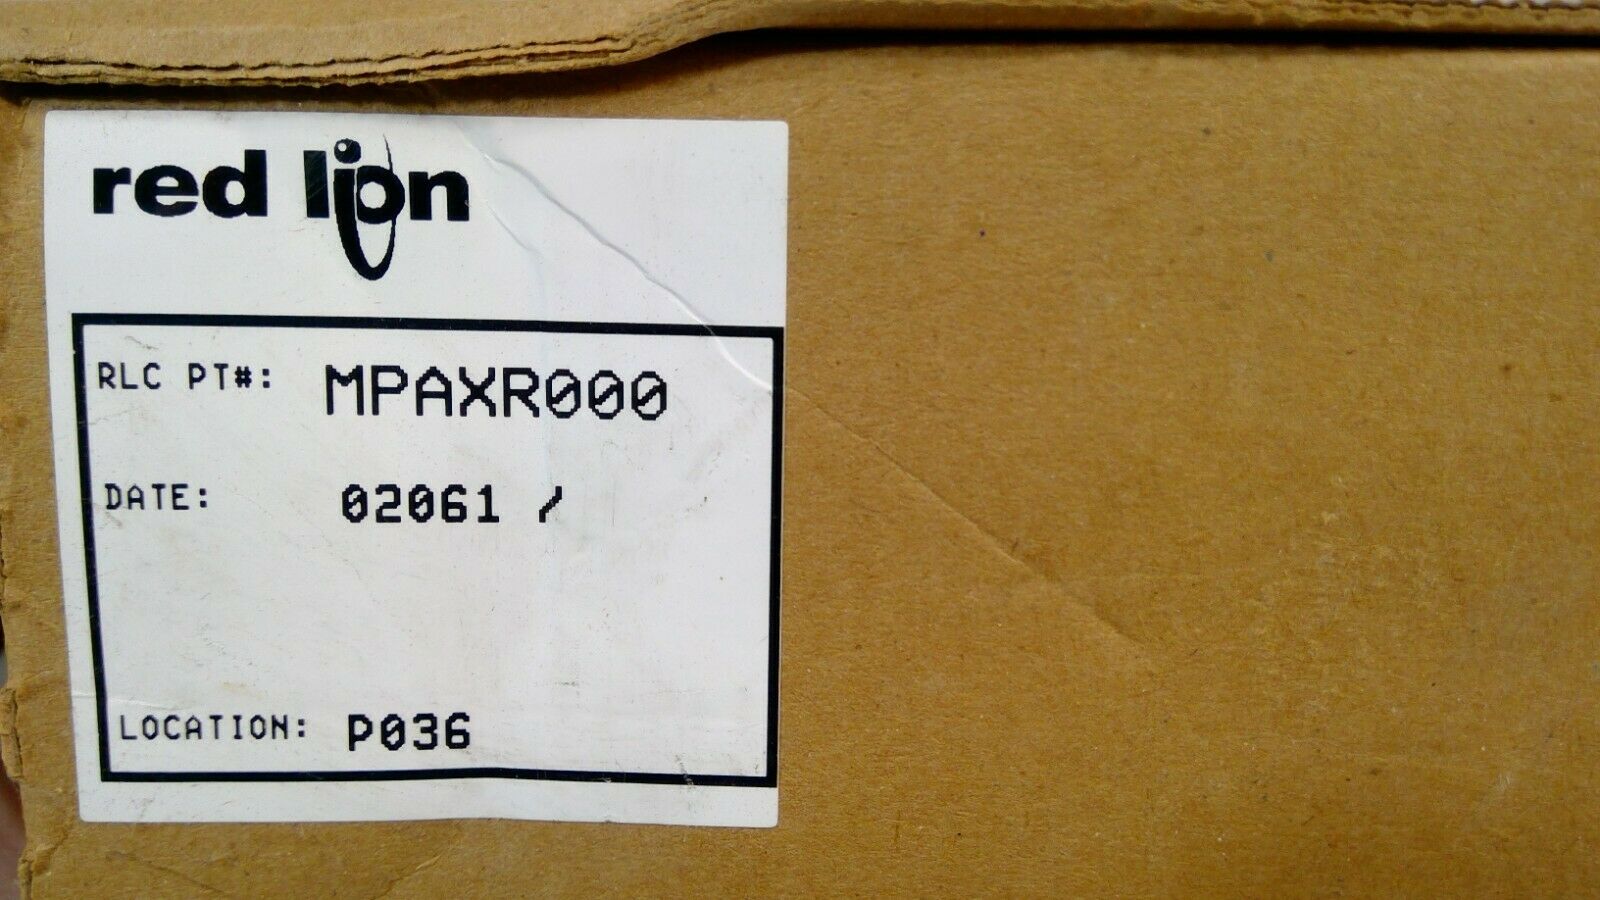 red lion
RLC PT#: MPAXR000
DATE: 02061 /
LOCATION: P036